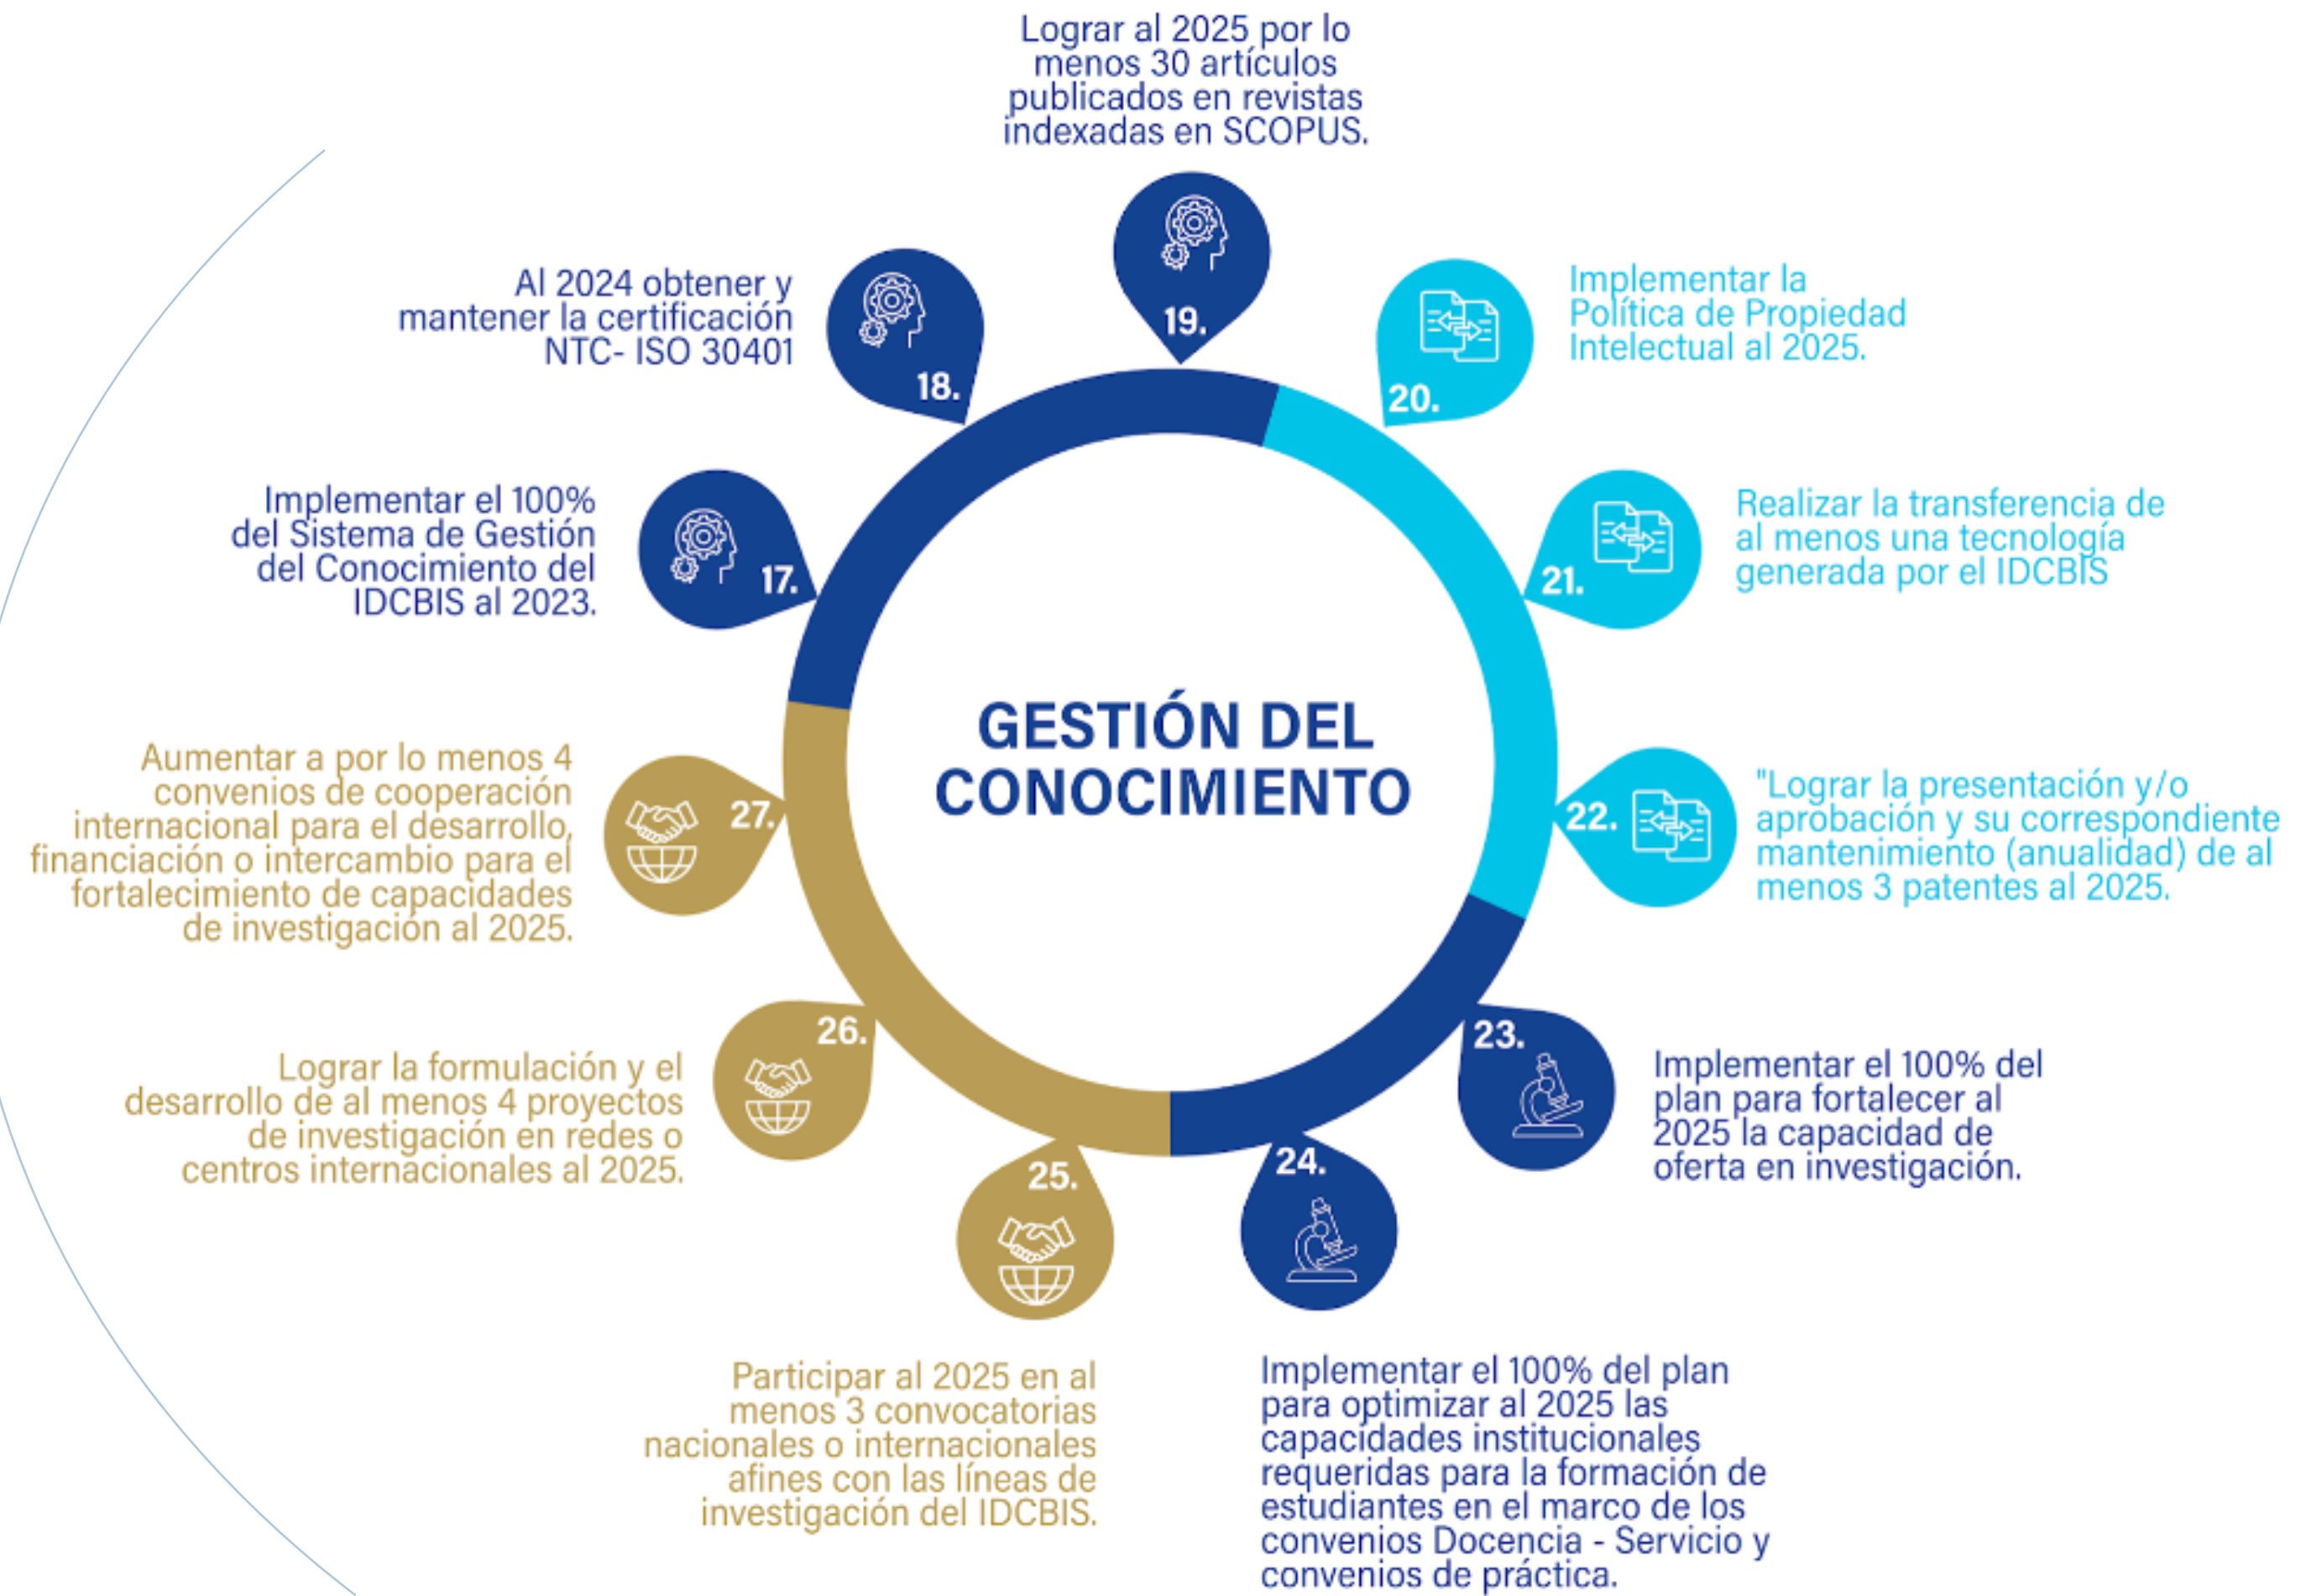 GESTIÓN DEL
CONOCIMIENTO
17.
Implementar el 100%
del Sistema de Gestión
del Conocimiento del
IDCBIS al 2023.
18.
Al 2024 obtener y
mantener la certificación
NTC- ISO 30401
19.
Lograr al 2025 por lo
menos 30 artículos
publicados en revistas
indexadas en SCOPUS.
20.
Implementar la
Política de Propiedad
Intelectual al 2025.
21.
Realizar la transferencia de
al menos una tecnología
generada por el IDCBIS
22.
"Lograr la presentación y/o
aprobación y su correspondiente
mantenimiento (anualidad) de al
menos 3 patentes al 2025.
23.
Implementar el 100% del
plan para fortalecer al
2025 la capacidad de
oferta en investigación.
24.
Implementar el 100% del plan
para optimizar al 2025 las
capacidades institucionales
requeridas para la formación de
estudiantes en el marco de los
convenios Docencia - Servicio y
convenios de práctica.
25.
Participar al 2025 en al
menos 3 convocatorias
nacionales o internacionales
afines con las líneas de
investigación del IDCBIS.
26.
Lograr la formulación y el
desarrollo de al menos 4 proyectos
de investigación en redes o
centros internacionales al 2025.
27.
Aumentar a por lo menos 4
convenios de cooperación
internacional para el desarrollo,
financiación o intercambio para el
fortalecimiento de capacidades
de investigación al 2025.